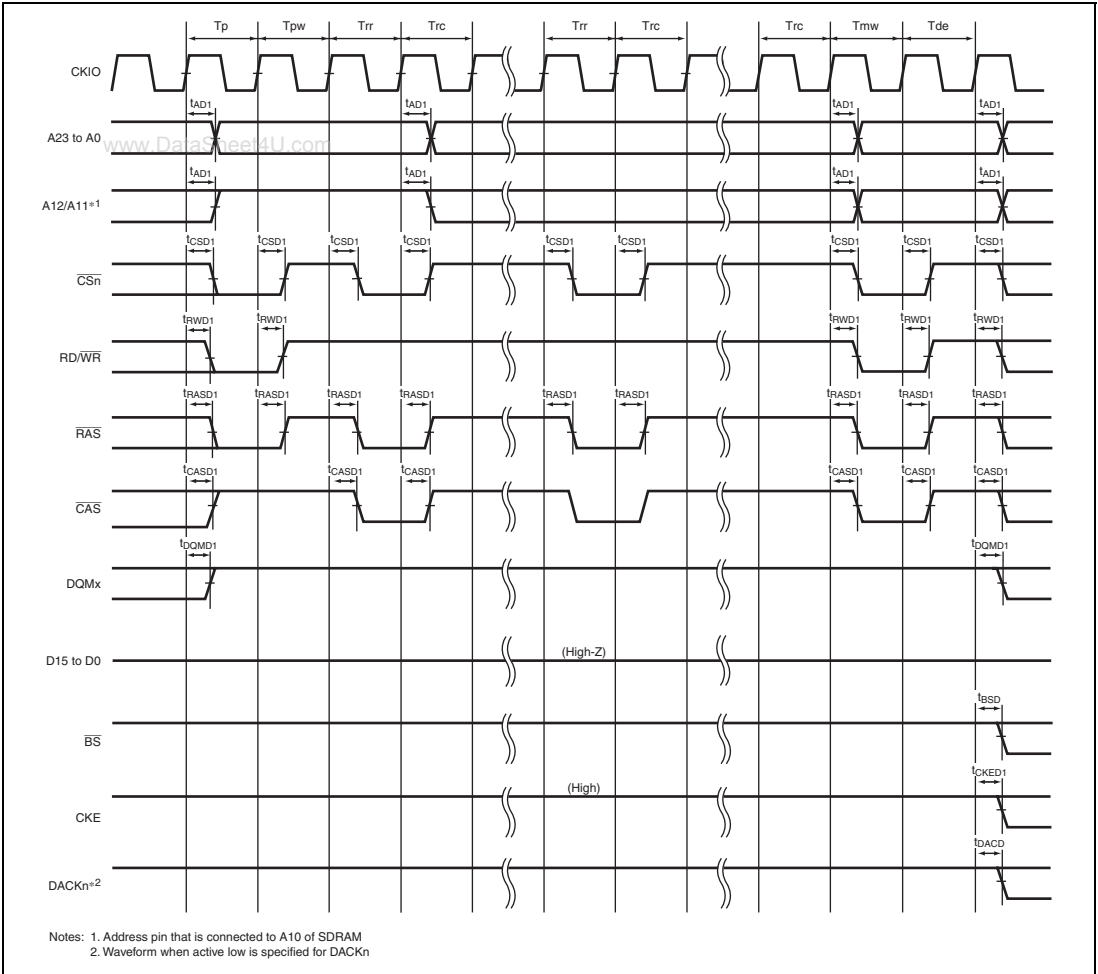 Tp Tpw Trr Trc Trr Trc Trc Tmw Tde
CKIO
tAD1 tAD1 tAD1 tAD1
A23 to A0
www.DataSheet4U.com
tAD1 tAD1 tAD1 tAD1
A12/A11*1
tCSD1 tCSD1 tCSD1 tCSD1 tCSD1 tCSD1 tCSD1 tCSD1 tCSD1
CSn
tRWD1 tRWD1 tRWD1 tRWD1 tRWD1
RD/WR
tRASD1 tRASD1 tRASD1 tRASD1 tRASD1 tRASD1 tRASD1 tRASD1 tRASD1
RAS
tCASD1 tCASD1 tCASD1 tCASD1 tCASD1 tCASD1
CAS
tDQMD1 tDQMD1
DQMx
(High-Z)
D15 to D0
tBSD
BS
tCKED1
(High)
CKE
tDACD
DACKn*2
Notes: 1. Address pin that is connected to A10 of SDRAM
2. Waveform when active low is specified for DACKn